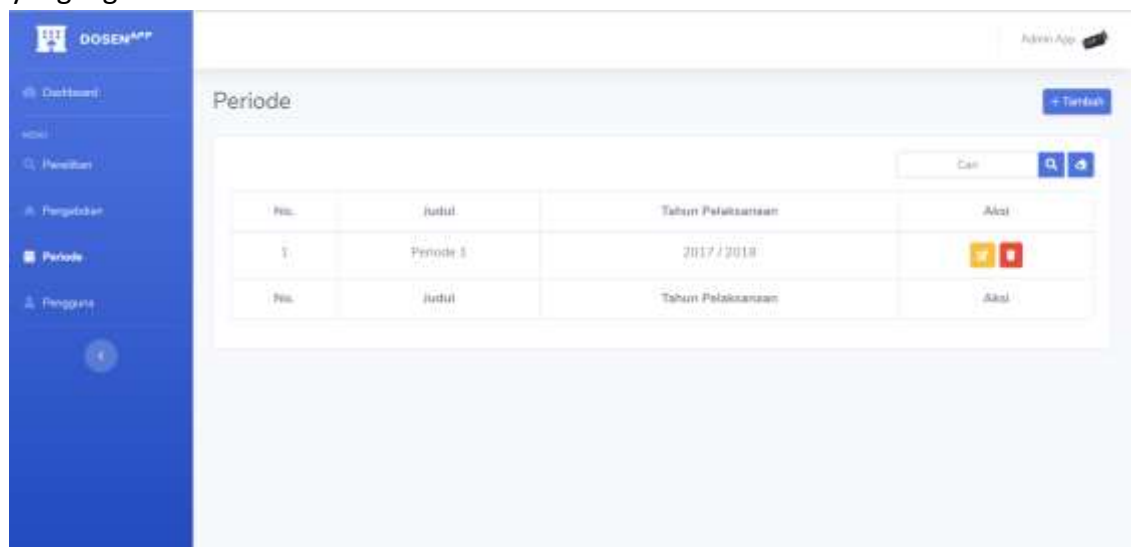 DOSENAPP
Admin App
Dashboard
Periode
+ Tambah
MENU
Penelitian
Cari
Pengabdian
No. Judul Tahun Pelaksanaan Aksi
Periode
1 Periode 1 2017 / 2018
Pengguna
No. Judul Tahun Pelaksanaan Aksi